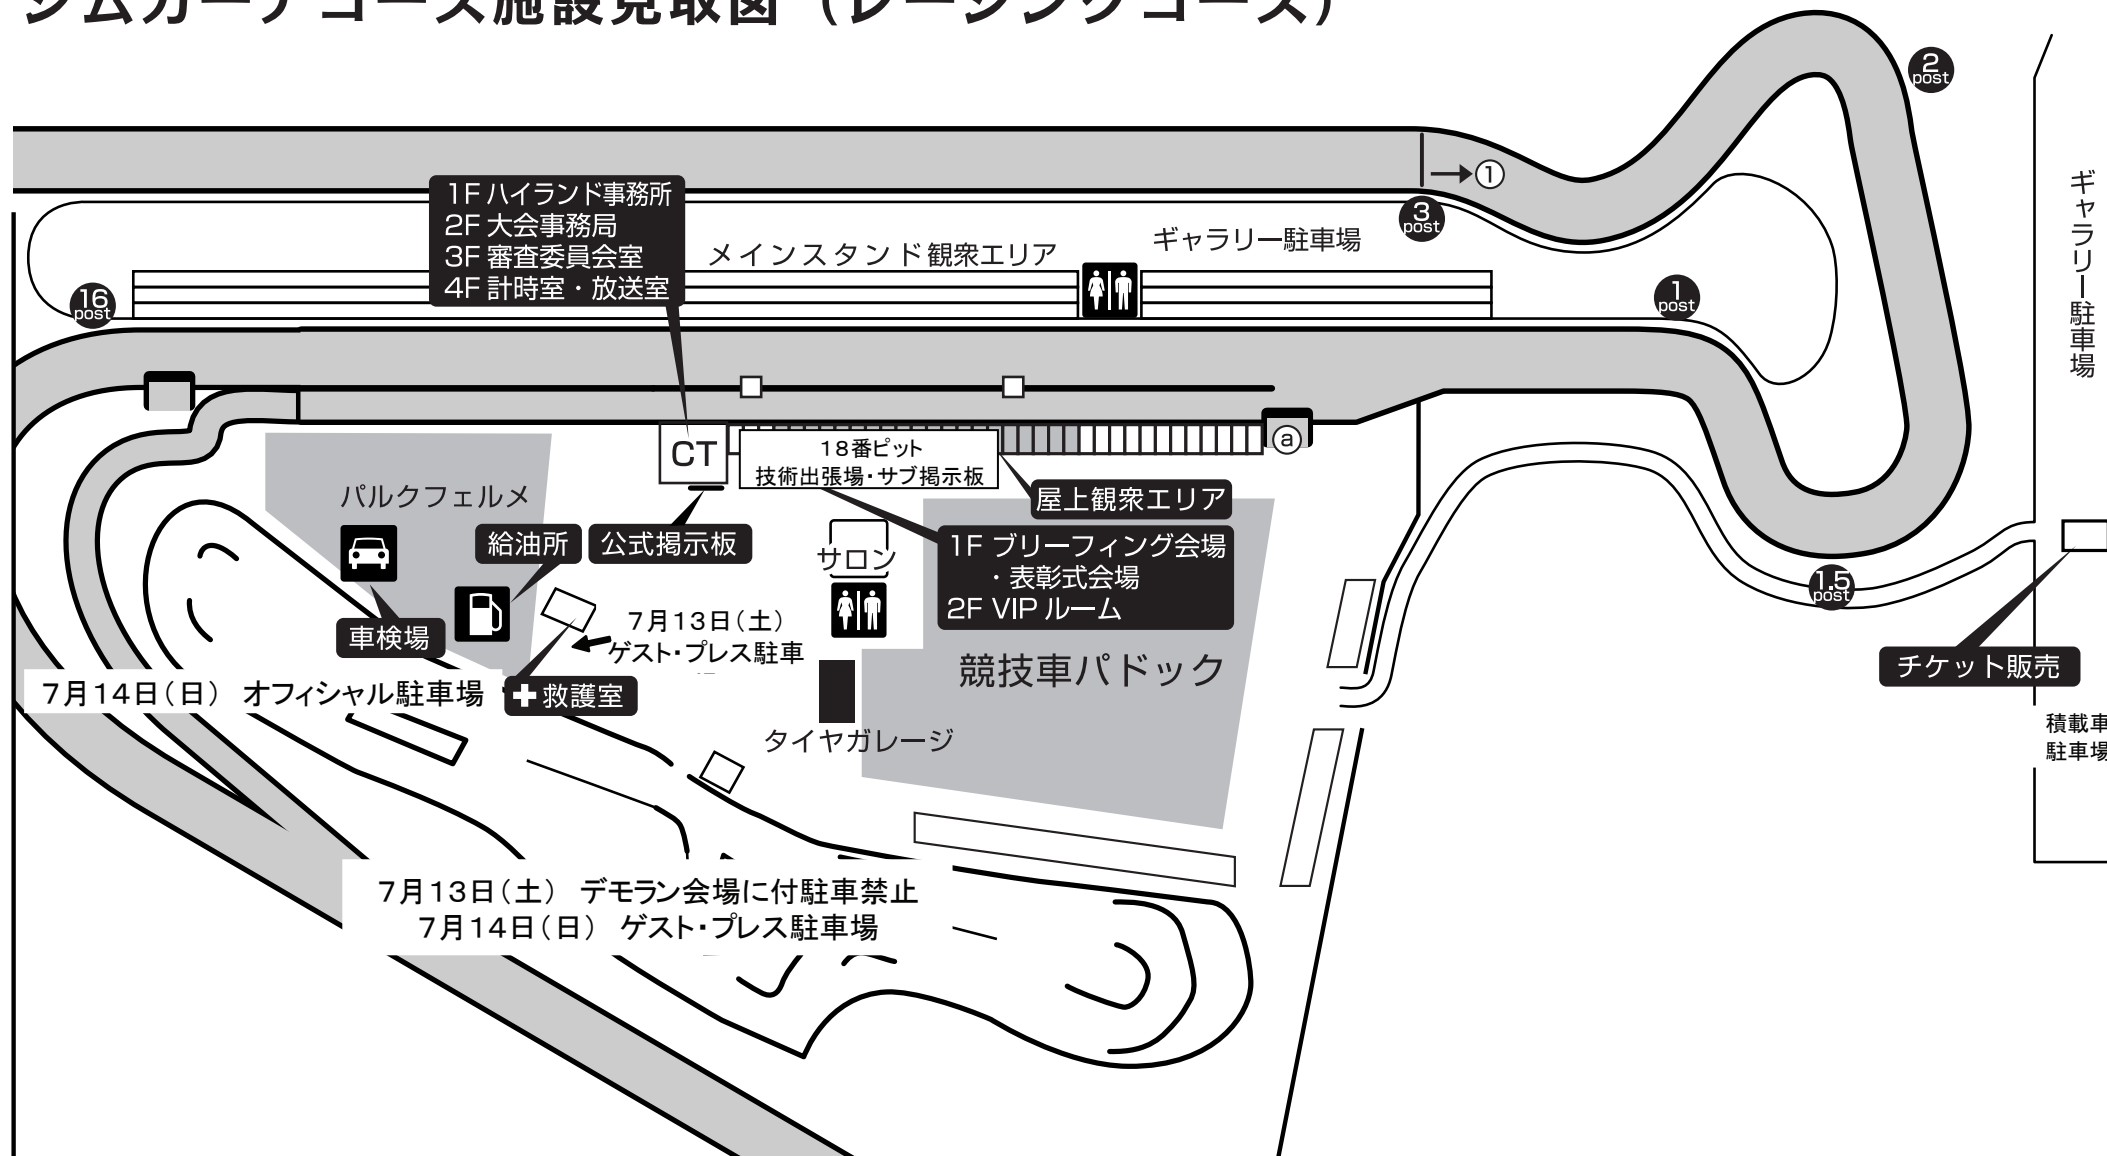 ジムカーナコース施設見取図（レーシングコース）
2
post
1
3
post
1F ハイランド事務所
2F 大会事務局
3F 審査委員会室
4F 計時室・放送室
メインスタンド観衆エリア
ギャラリー駐車場
ギャラリー駐車場
16
post
1
post
CT
18番ピット
技術出張場・サブ掲示板
a
パルクフェルメ
屋上観衆エリア
給油所
公式掲示板
サロン
1F ブリーフィング会場
・表彰式会場
2F VIP ルーム
1.5
post
車検場
7月13日（土）
ゲスト・プレス駐車
競技車パドック
チケット販売
7月14日（日） オフィシャル駐車場
救護室
タイヤガレージ
積載車
駐車場
7月13日（土） デモラン会場に付駐車禁止
7月14日（日） ゲスト・プレス駐車場